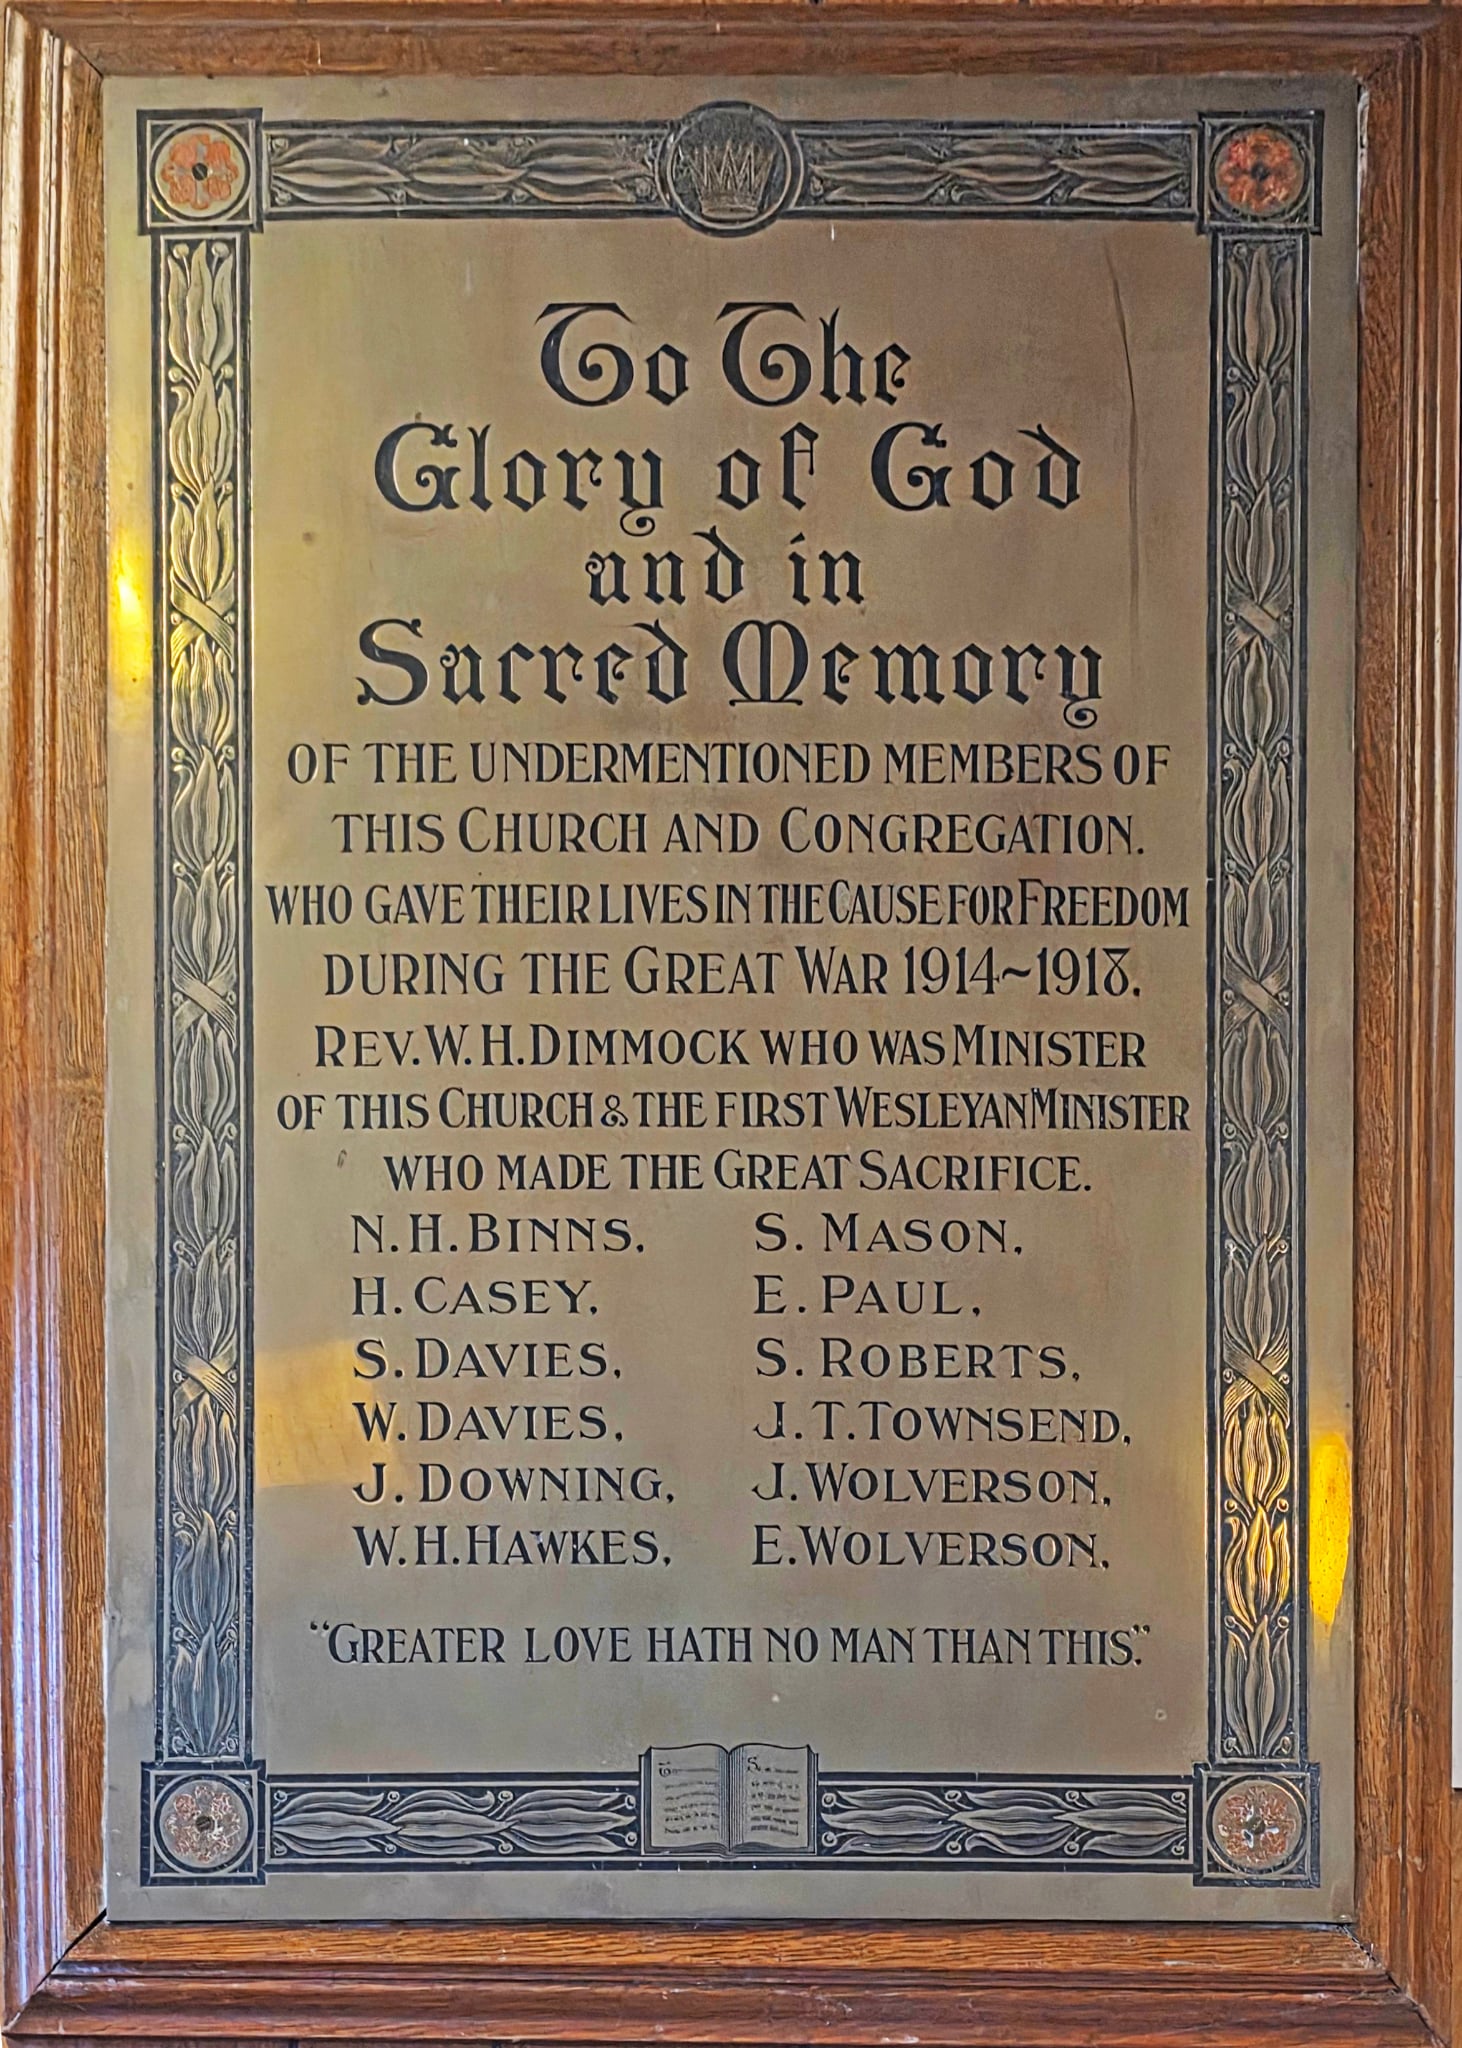 To The
Glory of God
and in
Sacred Memory
OF THE UNDERMENTIONED MEMBERS OF
THIS CHURCH AND CONGREGATION.
WHO GAVE THEIR LIVES IN THE CAUSE FOR FREEDOM
DURING THE GREAT WAR 1914~1918.
REV. W. H. DIMMOCK WHO WAS MINISTER
OF THIS CHURCH & THE FIRST WESLEYAN MINISTER
WHO MADE THE GREAT SACRIFICE.
N. H. BINNS. S. MASON.
H. CASEY. E. PAUL.
S. DAVIES. S. ROBERTS.
W. DAVIES. J. T. TOWNSEND.
J. DOWNING. J. WOLVERSON.
W. H. HAWKES. E. WOLVERSON.
"GREATER LOVE HATH NO MAN THAN THIS."